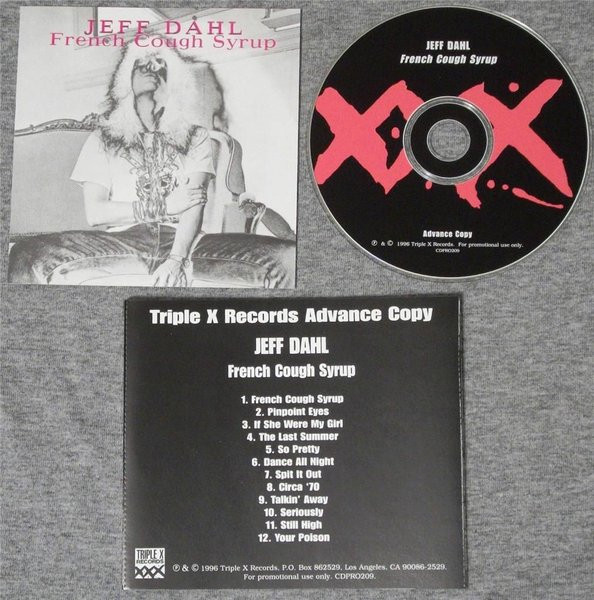 JEFF DAHL
French Cough Syrup
JEFF DAHL
French Cough Syrup
XXX
Advance Copy
℗ & © 1996 Triple X Records. For promotional use only.
CDPRO209
Triple X Records Advance Copy
JEFF DAHL
French Cough Syrup
1. French Cough Syrup
2. Pinpoint Eyes
3. If She Were My Girl
4. The Last Summer
5. So Pretty
6. Dance All Night
7. Spit It Out
8. Circa '70
9. Talkin' Away
10. Seriously
11. Still High
12. Your Poison
TRIPLE X
RECORDS
XXX
℗ & © 1996 Triple X Records. P.O. Box 862529, Los Angeles, CA 90086-2529.
For promotional use only. CDPRO209.